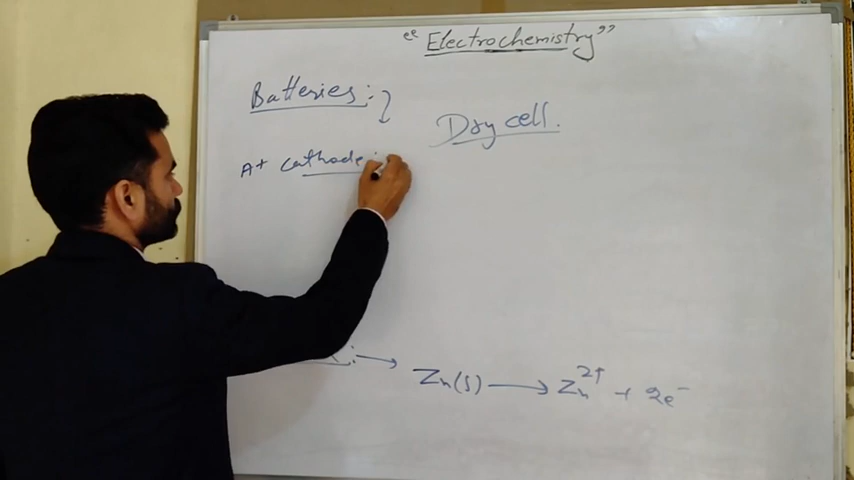 "Electrochemistry"
Batteries:
Dry cell.
At cathode:
: → Zn(s) → Zn²⁺ + 2e⁻